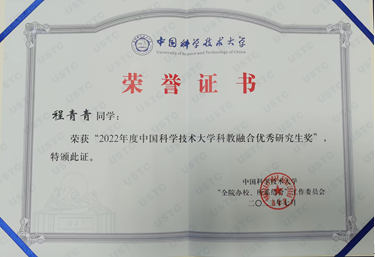 中国科学技术大学
University of Science and Technology of China
荣誉证书
程青青同学：
荣获“2022年度中国科学技术大学科教融合优秀研究生奖”，
特颁此证。
中国科学技术大学
“全院办校、所系结合”工作委员会
二〇
月